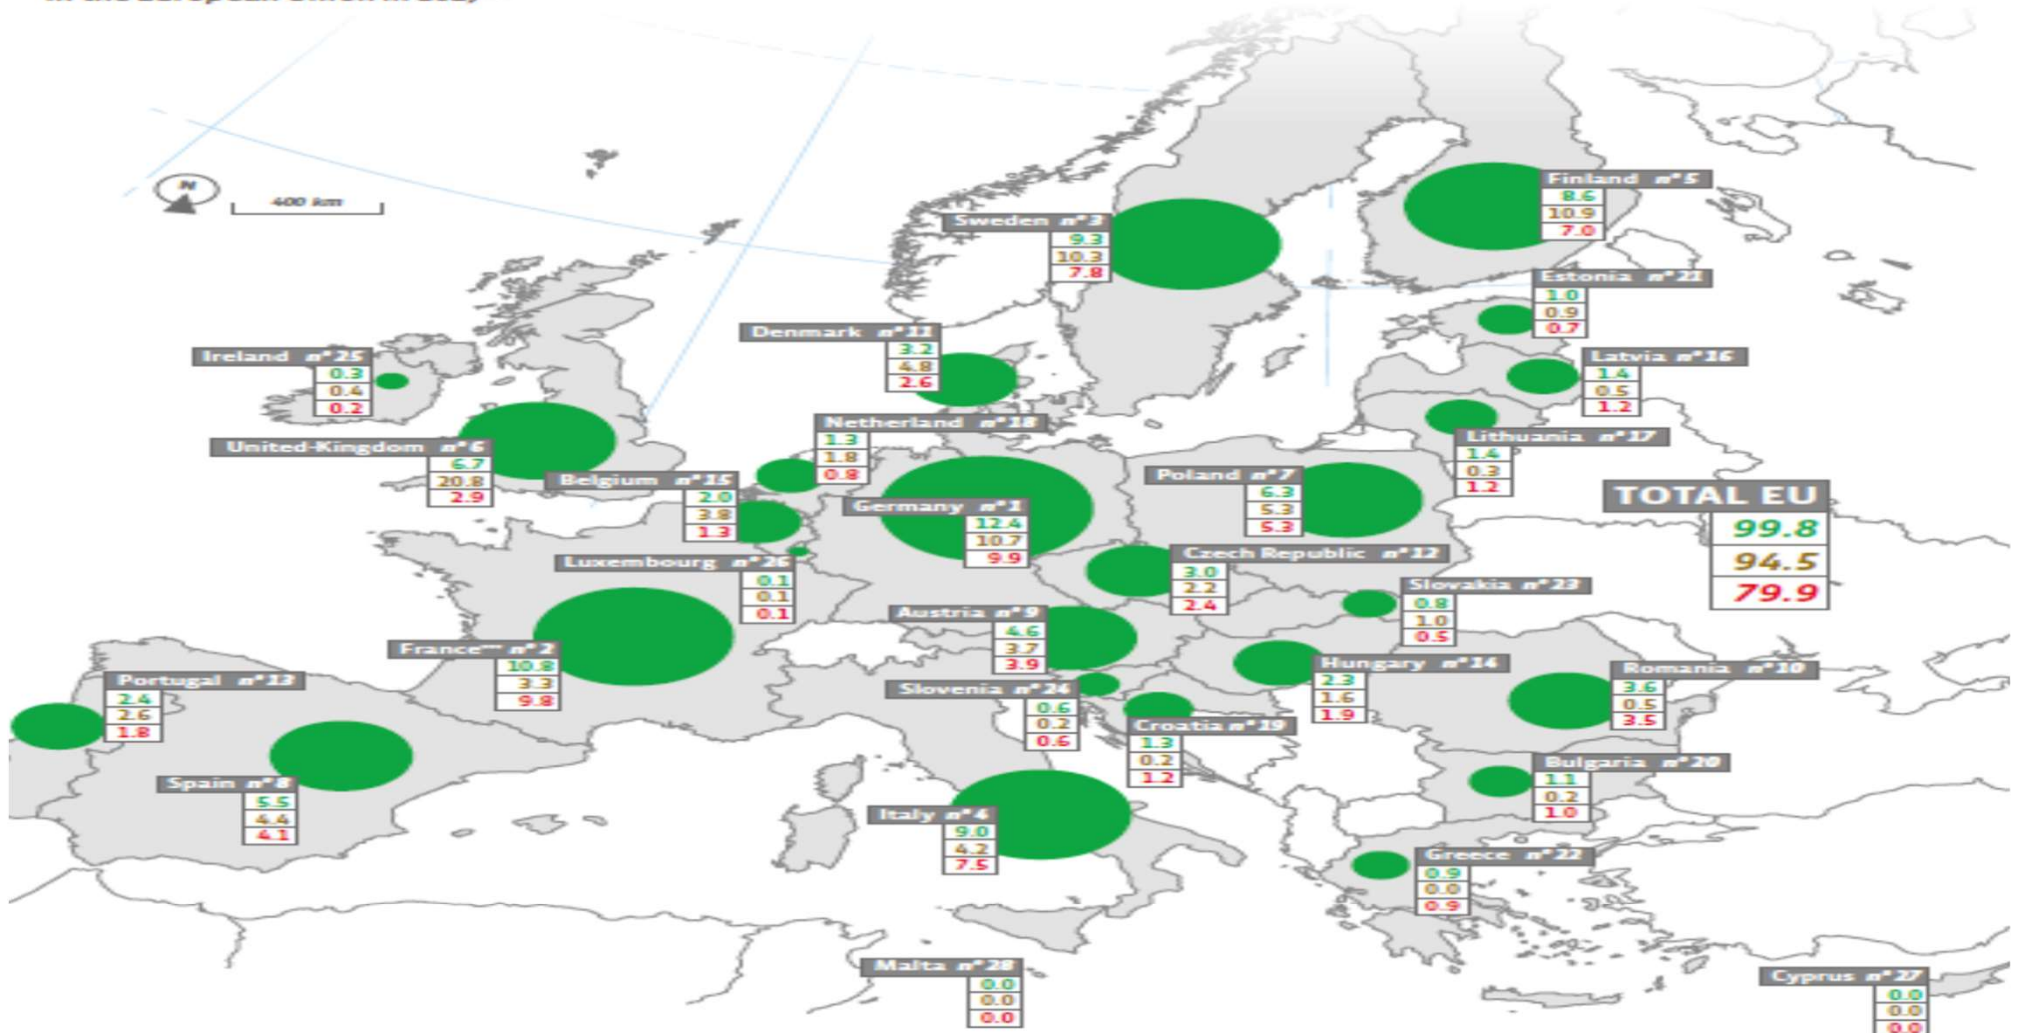 in the European Union in 2017
N
400 km
Finland n°5
8.6
10.9
7.0
Sweden n°3
9.3
10.3
7.8
Estonia n°21
1.0
0.9
0.7
Denmark n°11
3.2
4.8
2.6
Ireland n°25
0.3
0.4
0.2
Latvia n°16
1.4
0.5
1.2
Netherland n°18
1.3
1.8
0.8
Lithuania n°17
1.4
0.3
1.2
United-Kingdom n°6
6.7
20.8
2.9
Belgium n°15
2.0
3.8
1.3
Poland n°7
6.3
5.3
5.3
Germany n°1
12.4
10.7
9.9
TOTAL EU
99.8
94.5
79.9
Czech Republic n°12
3.0
2.2
2.4
Luxembourg n°26
0.1
0.1
0.1
Slovakia n°23
0.8
1.0
0.5
Austria n°9
4.6
3.7
3.9
France*** n°2
10.8
3.3
9.8
Hungary n°14
2.3
1.6
1.9
Romania n°10
3.6
0.5
3.5
Portugal n°13
2.4
2.6
1.8
Slovenia n°24
0.6
0.2
0.6
Croatia n°19
1.3
0.2
1.2
Bulgaria n°20
1.1
0.2
1.0
Spain n°8
5.5
4.4
4.1
Italy n°4
9.0
4.2
7.5
Greece n°22
0.9
0.0
0.9
Malta n°28
0.0
0.0
0.0
Cyprus n°27
0.0
0.0
0.0